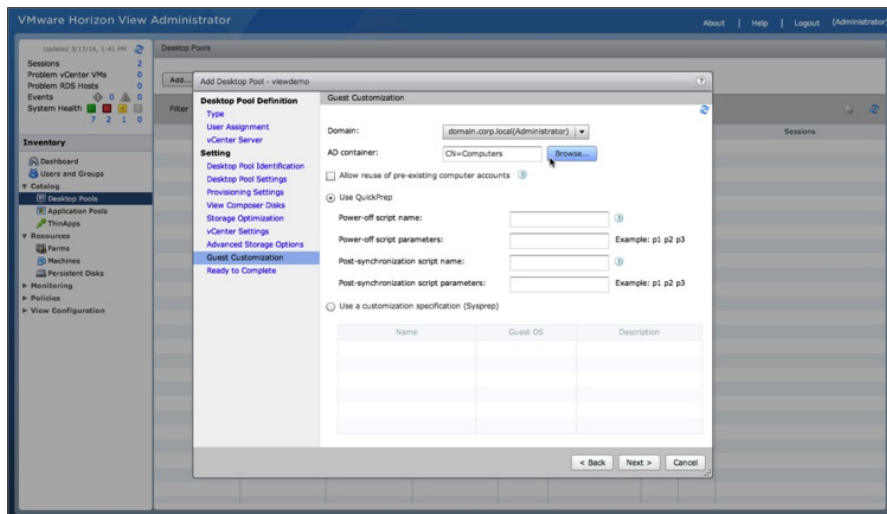 VMware Horizon View Administrator
About | Help | Logout (Administrator)
Updated 3/17/14, 1:41 PM
Sessions 2
Problem vCenter VMs 0
Problem RDS Hosts 0
Events 0 0
System Health
7 2 1 0
Inventory
Dashboard
Users and Groups
Catalog
Desktop Pools
Application Pools
ThinApps
Resources
Farms
Machines
Persistent Disks
Monitoring
Policies
View Configuration
Desktop Pools
Add...
Filter
Sessions
Add Desktop Pool - viewdemo
?
Desktop Pool Definition
Type
User Assignment
vCenter Server
Setting
Desktop Pool Identification
Desktop Pool Settings
Provisioning Settings
View Composer Disks
Storage Optimization
vCenter Settings
Advanced Storage Options
Guest Customization
Ready to Complete
Guest Customization
Domain: domain.corp.local(Administrator)
AD container: CN=Computers Browse...
Allow reuse of pre-existing computer accounts
Use QuickPrep
Power-off script name:
Power-off script parameters: Example: p1 p2 p3
Post-synchronization script name:
Post-synchronization script parameters: Example: p1 p2 p3
Use a customization specification (Sysprep)
Name Guest OS Description
< Back Next > Cancel